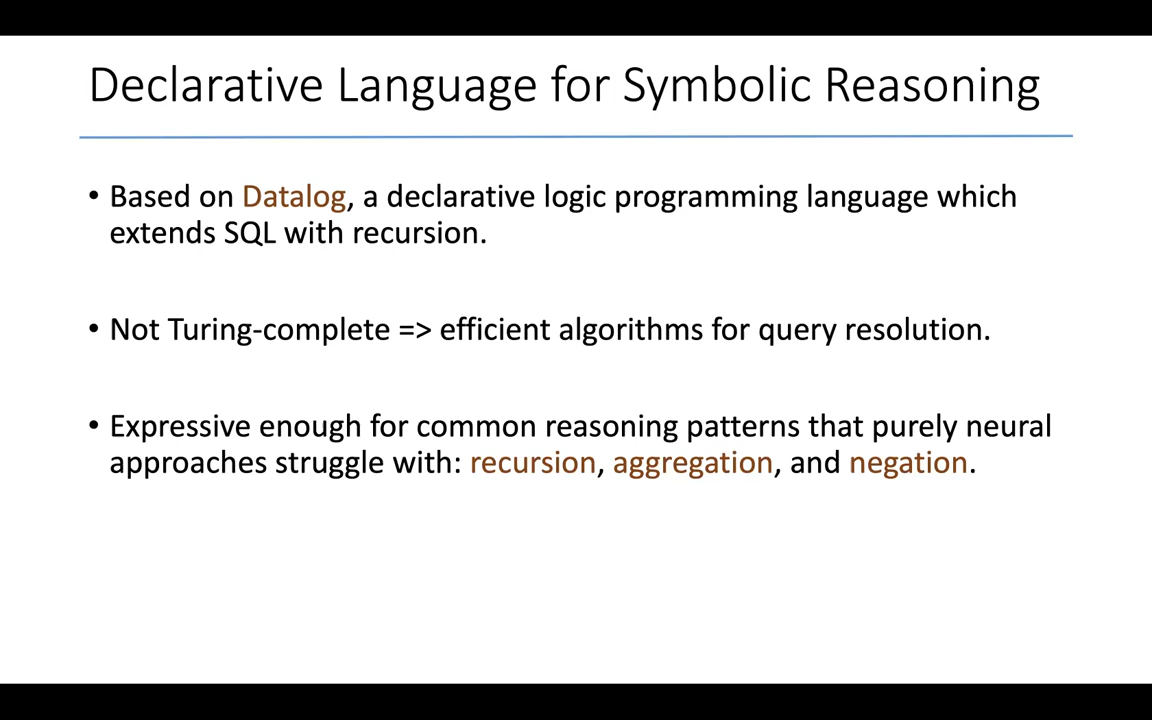 Declarative Language for Symbolic Reasoning
• Based on Datalog, a declarative logic programming language which
extends SQL with recursion.
• Not Turing-complete => efficient algorithms for query resolution.
• Expressive enough for common reasoning patterns that purely neural
approaches struggle with: recursion, aggregation, and negation.